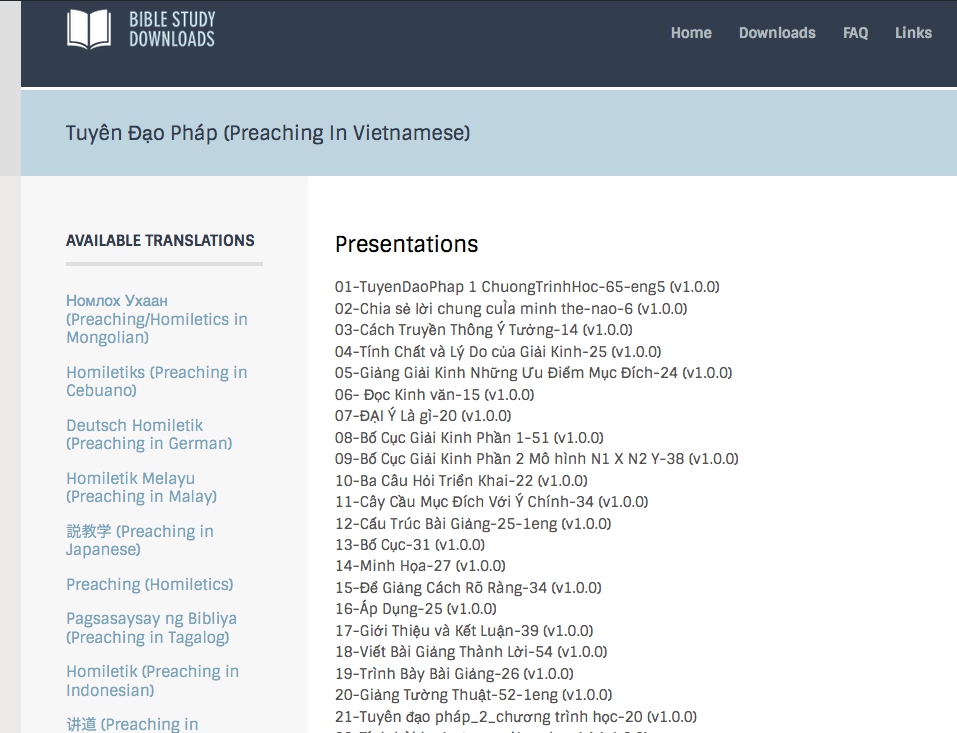 BIBLE STUDY
DOWNLOADS
Home Downloads FAQ Links
Tuyên Đạo Pháp (Preaching In Vietnamese)
AVAILABLE TRANSLATIONS
Номлох Ухаан
(Preaching/Homiletics in
Mongolian)
Homiletiks (Preaching in
Cebuano)
Deutsch Homiletik
(Preaching in German)
Homiletik Melayu
(Preaching in Malay)
説教学 (Preaching in
Japanese)
Preaching (Homiletics)
Pagsasaysay ng Bibliya
(Preaching in Tagalog)
Homiletik (Preaching in
Indonesian)
讲道 (Preaching in
Presentations
01-TuyenDaoPhap 1 ChuongTrinhHoc-65-eng5 (v1.0.0)
02-Chia sẻ lời chung cuÌa minh the-nao-6 (v1.0.0)
03-Cách Truyền Thông Ý Tưởng-14 (v1.0.0)
04-Tính Chất và Lý Do của Giải Kinh-25 (v1.0.0)
05-Giảng Giải Kinh Những Ưu Điểm Mục Đích-24 (v1.0.0)
06- Đọc Kinh văn-15 (v1.0.0)
07-ĐẠI Ý Là gì-20 (v1.0.0)
08-Bố Cục Giải Kinh Phần 1-51 (v1.0.0)
09-Bố Cục Giải Kinh Phần 2 Mô hình N1 X N2 Y-38 (v1.0.0)
10-Ba Câu Hỏi Triển Khai-22 (v1.0.0)
11-Cây Cầu Mục Đích Với Ý Chính-34 (v1.0.0)
12-Cấu Trúc Bài Giảng-25-1eng (v1.0.0)
13-Bố Cục-31 (v1.0.0)
14-Minh Họa-27 (v1.0.0)
15-Để Giảng Cách Rõ Ràng-34 (v1.0.0)
16-Áp Dụng-25 (v1.0.0)
17-Giới Thiệu và Kết Luận-39 (v1.0.0)
18-Viết Bài Giảng Thành Lời-54 (v1.0.0)
19-Trình Bày Bài Giảng-26 (v1.0.0)
20-Giảng Tường Thuật-52-1eng (v1.0.0)
21-Tuyên đạo pháp_2_chương trình học-20 (v1.0.0)